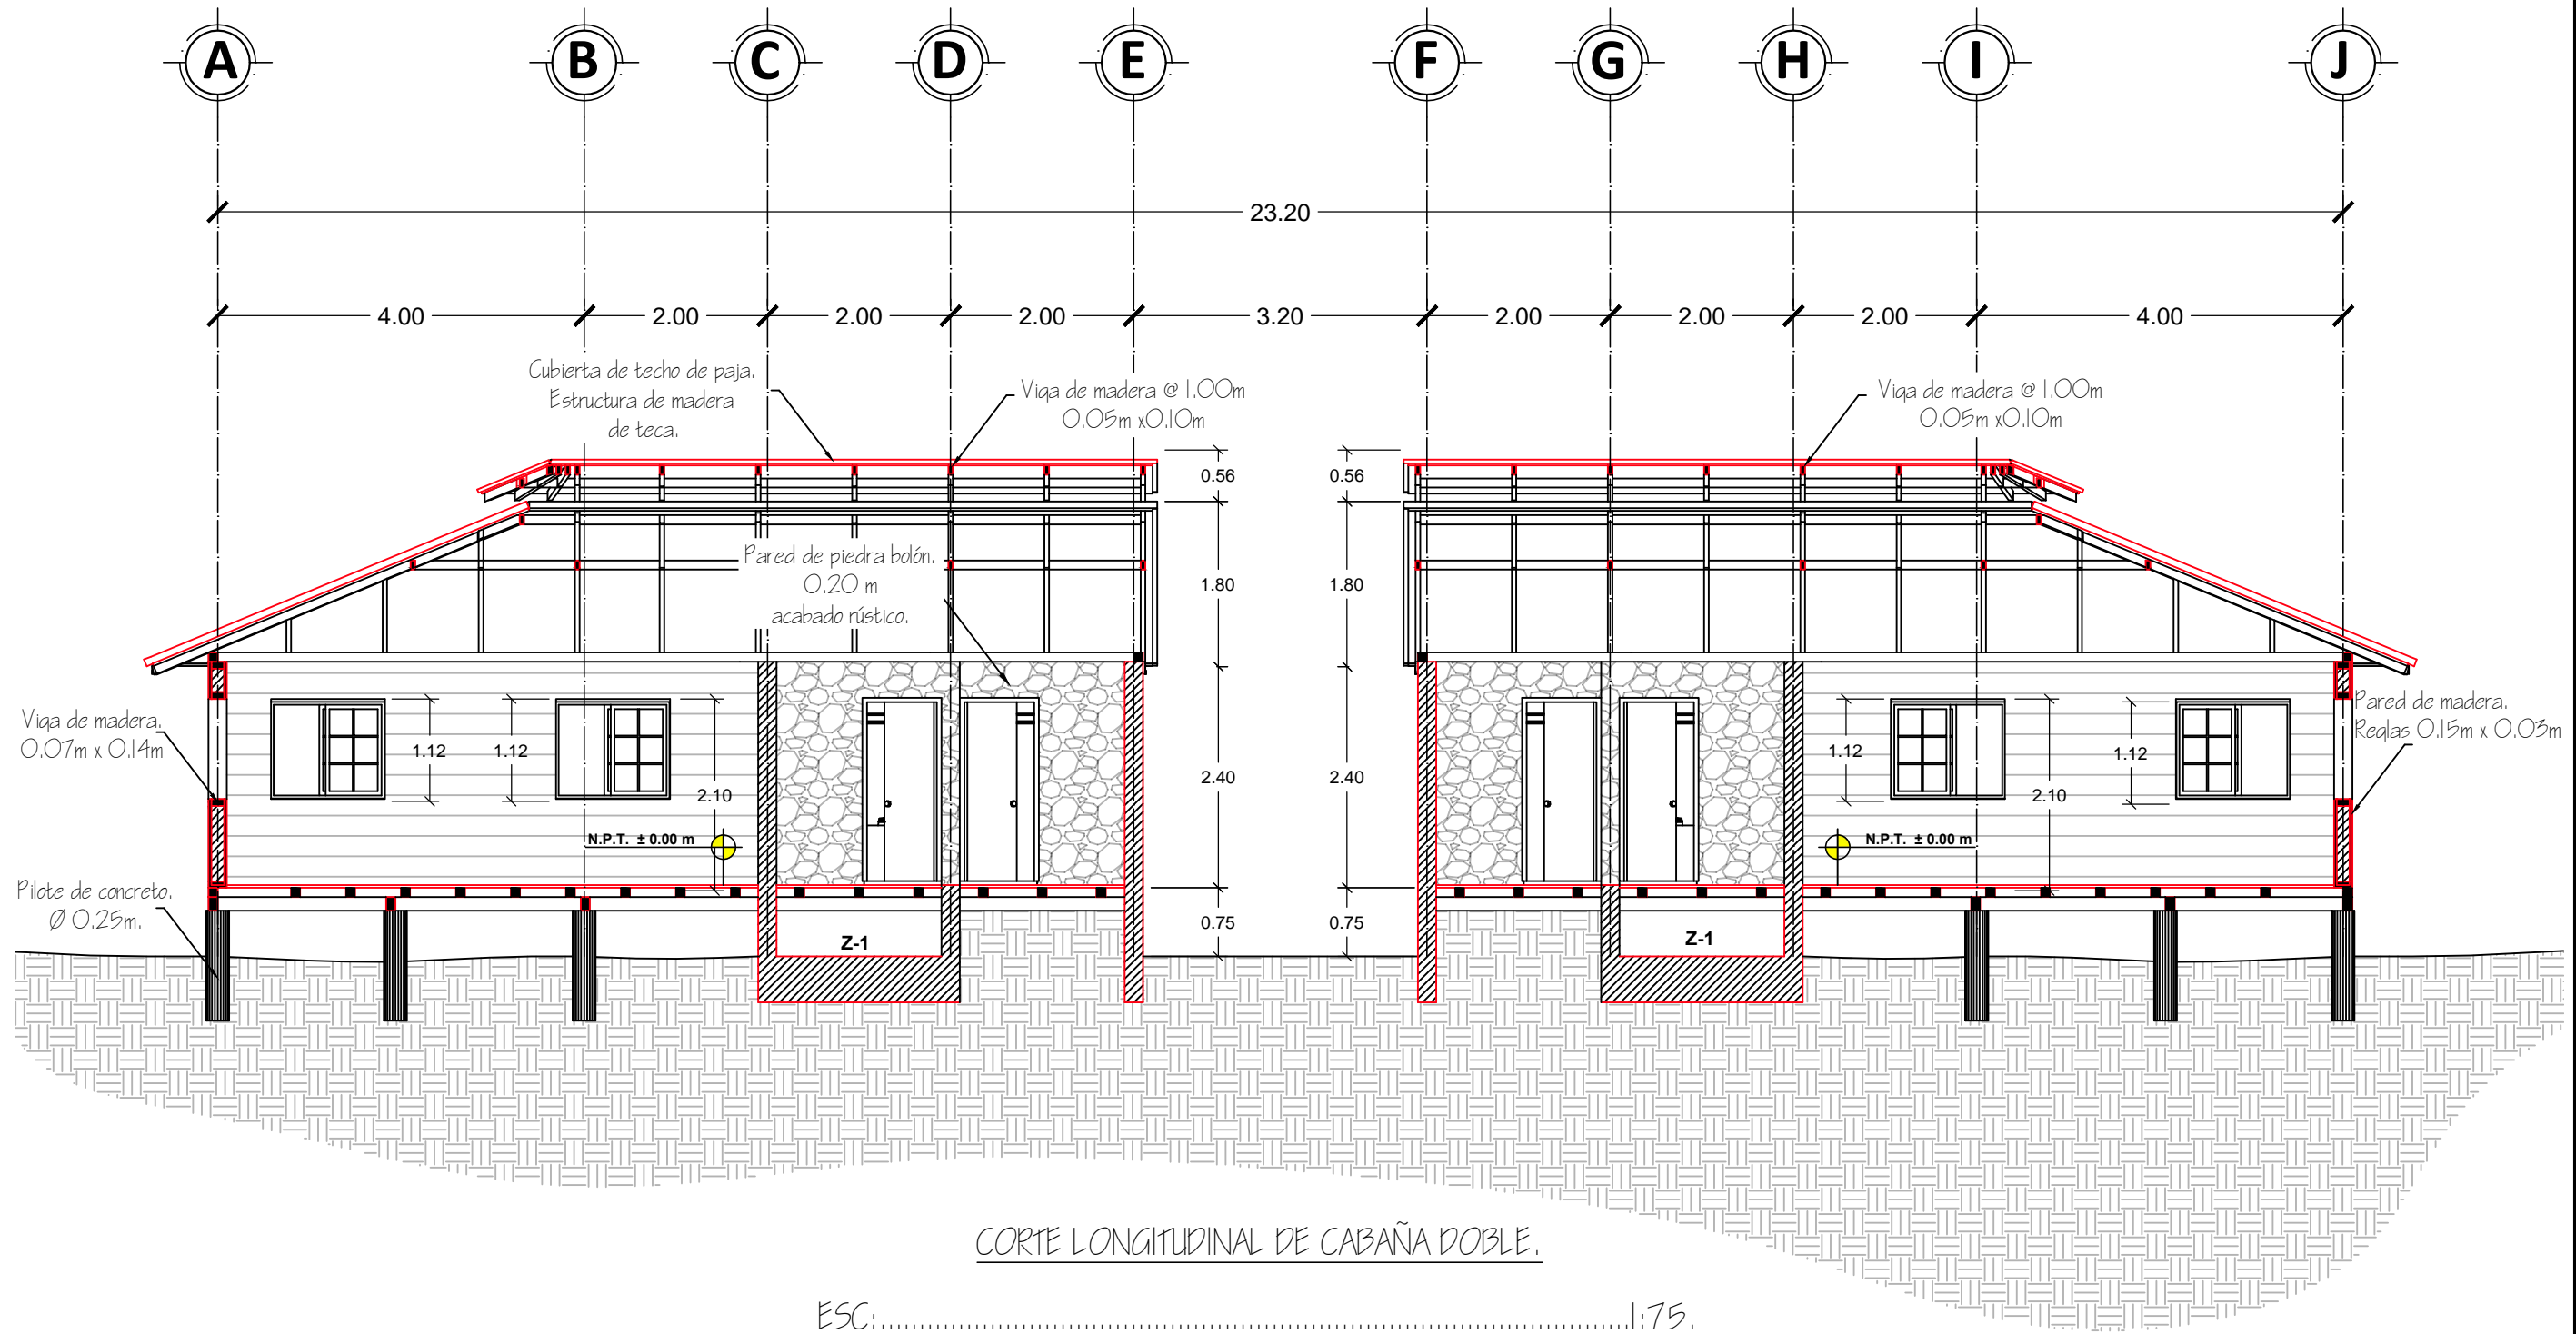 A B C D E F G H I J
23.20
4.00 2.00 2.00 2.00 3.20 2.00 2.00 2.00 4.00
Cubierta de techo de paja.
Estructura de madera
de teca.
Viga de madera @ 1.00m
0.05m x0.10m
Viga de madera @ 1.00m
0.05m x0.10m
0.56 0.56
Pared de piedra bolón.
0.20 m
acabado rústico.
1.80 1.80
Viga de madera.
0.07m x 0.14m
Pared de madera.
Reglas 0.15m x 0.03m
1.12 1.12 2.10 2.40 2.40 1.12 2.10 1.12
N.P.T. ± 0.00 m
N.P.T. ± 0.00 m
Pilote de concreto.
Ø 0.25m.
Z-1 0.75 0.75 Z-1
CORTE LONGITUDINAL DE CABAÑA DOBLE.
ESC:..........................................................................................1:75.